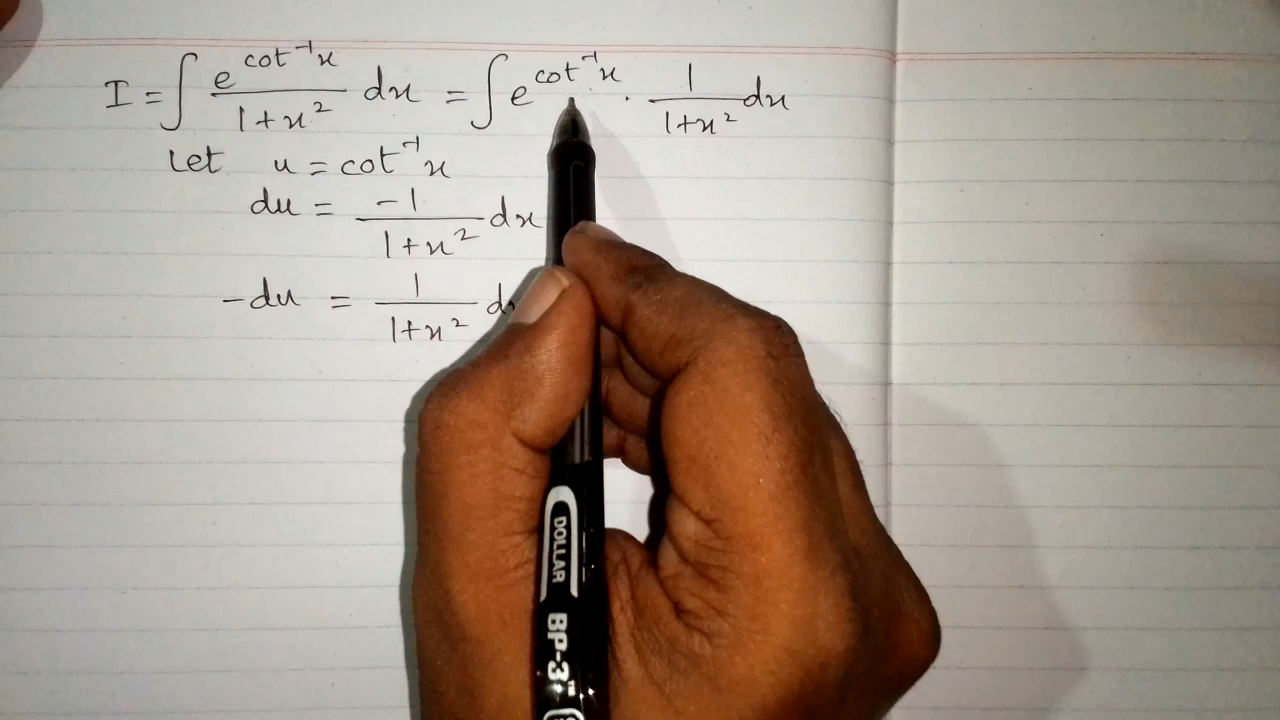 I = ∫ e^(cot⁻¹x) / (1+x²) dx = ∫ e^(cot⁻¹x) · 1/(1+x²) dx
Let u = cot⁻¹x
du = -1/(1+x²) dx
-du = 1/(1+x²) d
DOLLAR BP-3™